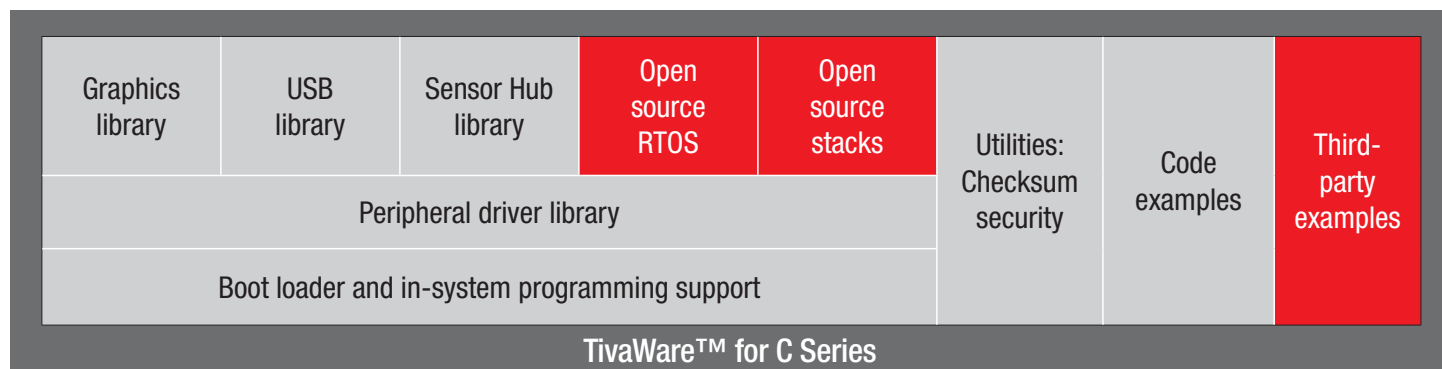 Graphics
library
USB
library
Sensor Hub
library
Open
source
RTOS
Open
source
stacks
Utilities:
Checksum
security
Code
examples
Third-
party
examples
Peripheral driver library
Boot loader and in-system programming support
TivaWare™ for C Series